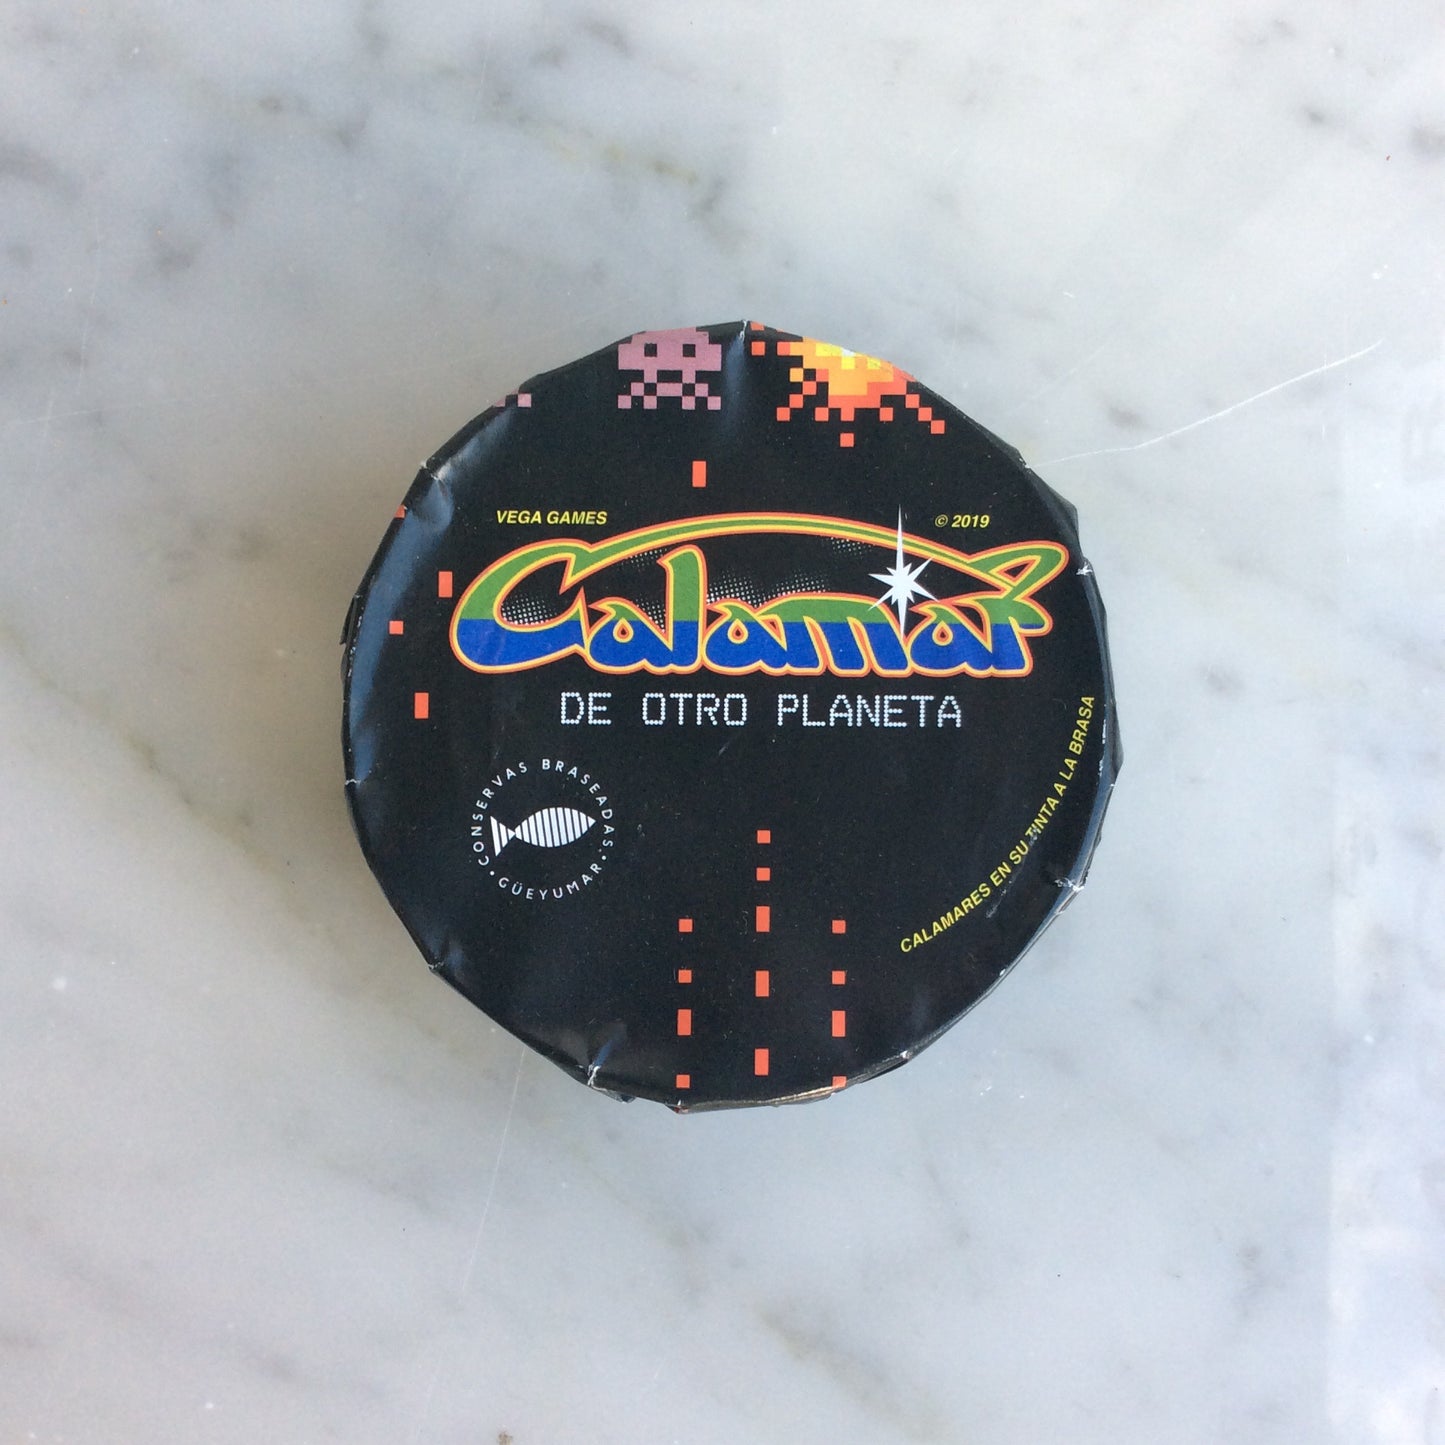 VEGA GAMES
© 2019
Calamar
DE OTRO PLANETA
CONSERVAS BRASEADAS • GÜEYUMAR •
CALAMARES EN SU TINTA A LA BRASA